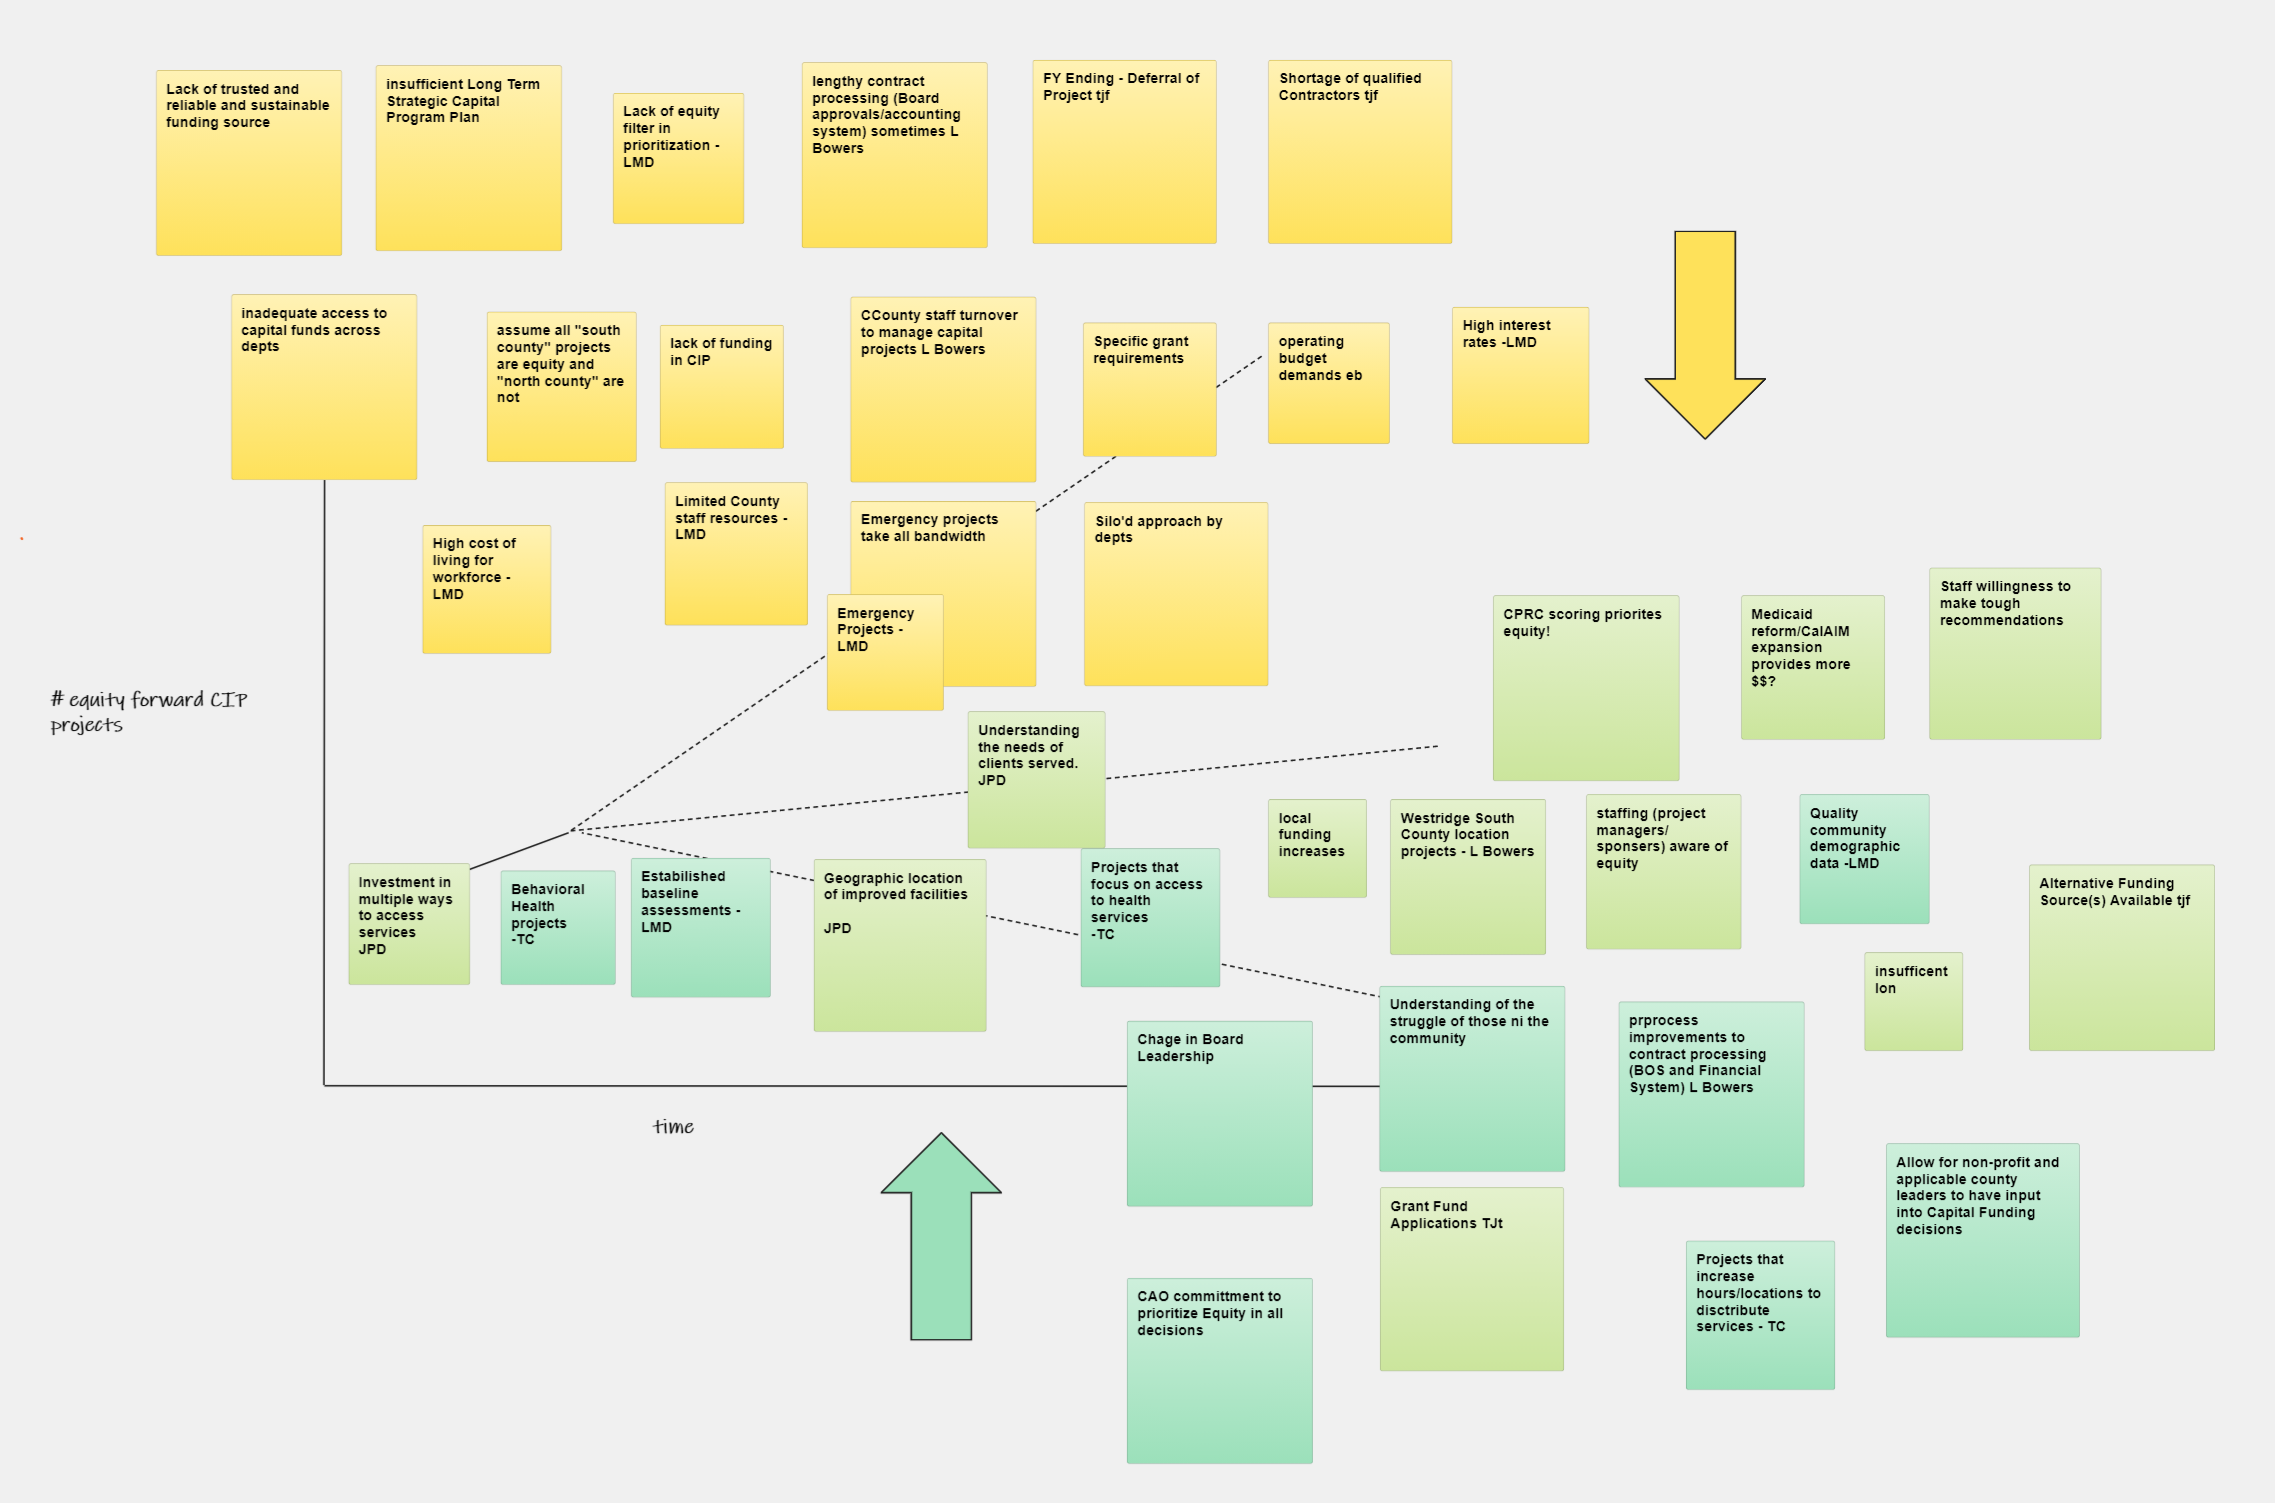 Lack of trusted and
reliable and sustainable
funding source
insufficient Long Term
Strategic Capital
Program Plan
Lack of equity
filter in
prioritization -
LMD
lengthy contract
processing (Board
approvals/accounting
system) sometimes L
Bowers
FY Ending - Deferral of
Project tjf
Shortage of qualified
Contractors tjf
inadequate access to
capital funds across
depts
assume all "south
county" projects
are equity and
"north county" are
not
lack of funding
in CIP
CCounty staff turnover
to manage capital
projects L Bowers
Specific grant
requirements
operating
budget
demands eb
High interest
rates -LMD
High cost of
living for
workforce -
LMD
Limited County
staff resources -
LMD
Emergency projects
take all bandwidth
Silo'd approach by
depts
Emergency
Projects -
LMD
CPRC scoring priorites
equity!
Medicaid
reform/CalAIM
expansion
provides more
$$?
Staff willingness to
make tough
recommendations
# equity forward CIP
projects
Understanding
the needs of
clients served.
JPD
local
funding
increases
Westridge South
County location
projects - L Bowers
staffing (project
managers/
sponsers) aware of
equity
Quality
community
demographic
data -LMD
Investment in
multiple ways
to access
services
JPD
Behavioral
Health
projects
-TC
Estabilished
baseline
assessments -
LMD
Geographic location
of improved facilities
JPD
Projects that
focus on access
to health
services
-TC
Alternative Funding
Source(s) Available tjf
insufficent
lon
Chage in Board
Leadership
Understanding of the
struggle of those ni the
community
prprocess
improvements to
contract processing
(BOS and Financial
System) L Bowers
time
Allow for non-profit and
applicable county
leaders to have input
into Capital Funding
decisions
Grant Fund
Applications TJt
Projects that
increase
hours/locations to
disctribute
services - TC
CAO committment to
prioritize Equity in all
decisions